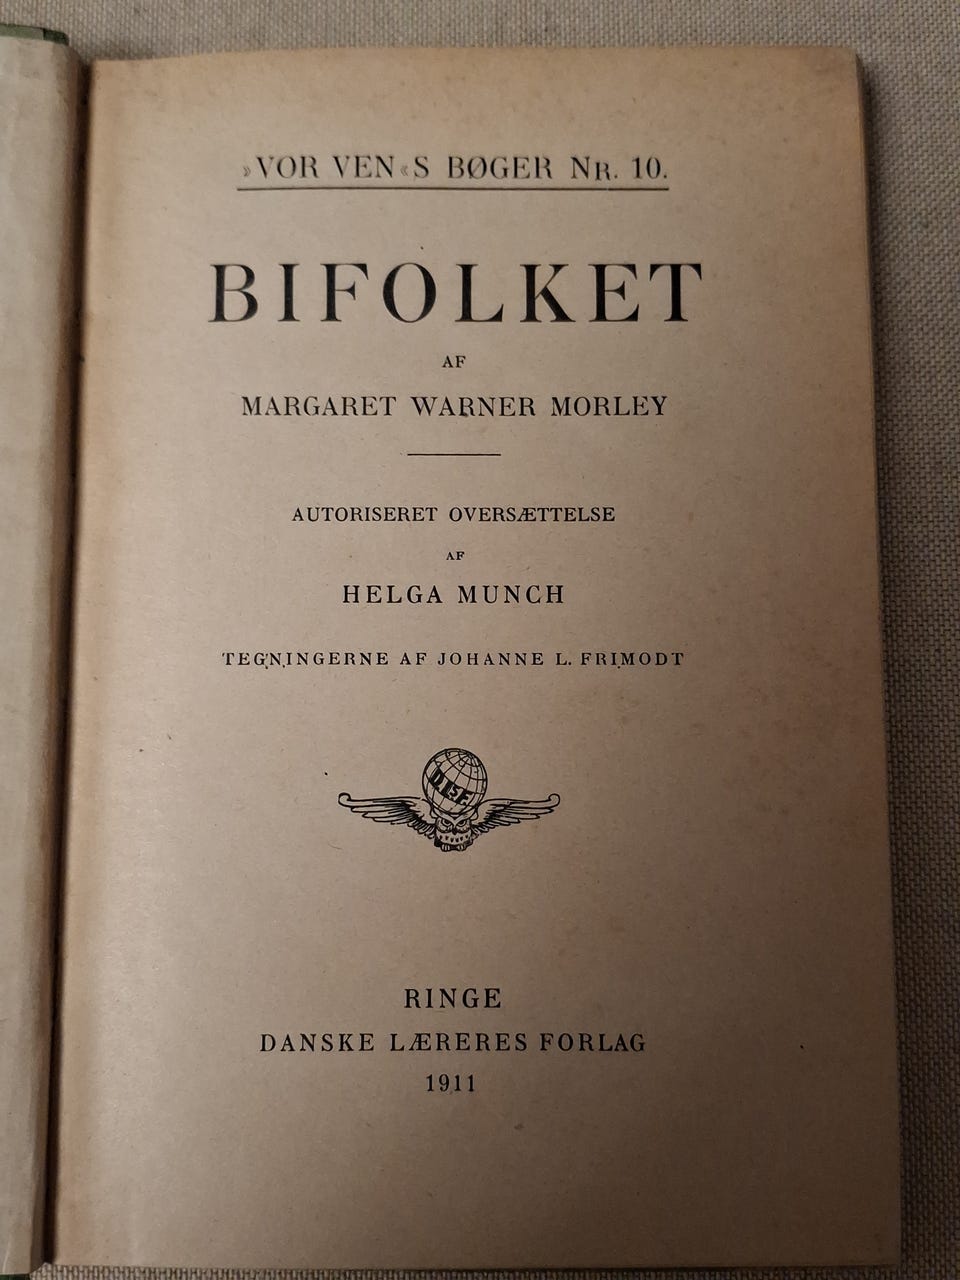 »VOR VEN«S BØGER NR. 10.
BIFOLKET
AF
MARGARET WARNER MORLEY
AUTORISERET OVERSÆTTELSE
AF
HELGA MUNCH
TEGNINGERNE AF JOHANNE L. FRIMODT
RINGE
DANSKE LÆRERES FORLAG
1911